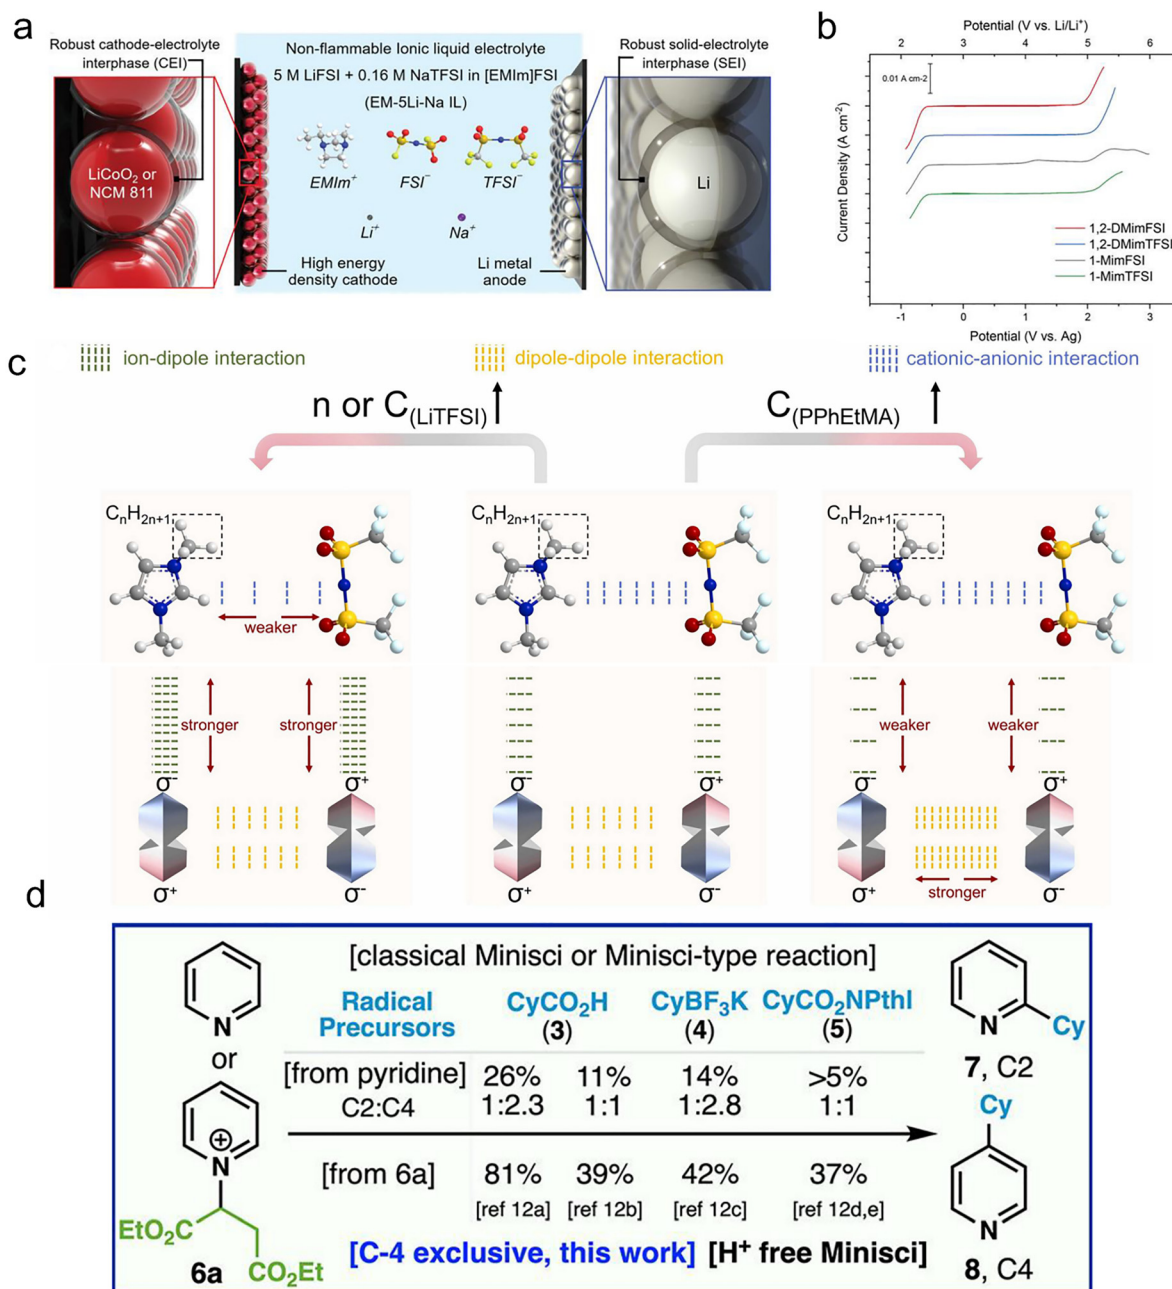 a
Robust cathode-electrolyte
interphase (CEI)
Non-flammable Ionic liquid electrolyte
5 M LiFSI + 0.16 M NaTFSI in [EMIm]FSI
(EM-5Li-Na IL)
Robust solid-electrolyte
interphase (SEI)
LiCoO₂ or
NCM 811
EMIm⁺
FSI⁻
TFSI⁻
Li⁺
Na⁺
Li
High energy
density cathode
Li metal
anode
b
Potential (V vs. Li/Li⁺)
2 3 4 5 6
0.01 A cm-2
Current Density (A cm⁻²)
1,2-DMimFSI
1,2-DMimTFSI
1-MimFSI
1-MimTFSI
-1 0 1 2 3
Potential (V vs. Ag)
c
ion-dipole interaction
dipole-dipole interaction
cationic-anionic interaction
n or C(LiTFSI)
C(PPhEtMA)
CₙH₂ₙ₊₁
CₙH₂ₙ₊₁
CₙH₂ₙ₊₁
weaker
stronger
stronger
weaker
weaker
σ⁻ σ⁺ σ⁻ σ⁺ σ⁻ σ⁺
σ⁺ σ⁻ σ⁺ σ⁻ σ⁺ σ⁻
stronger
d
[classical Minisci or Minisci-type reaction]
Radical
Precursors
CyCO₂H
(3)
CyBF₃K
(4)
CyCO₂NPthl
(5)
[from pyridine] 26% 11% 14% >5%
C2:C4 1:2.3 1:1 1:2.8 1:1
[from 6a] 81% 39% 42% 37%
[ref 12a] [ref 12b] [ref 12c] [ref 12d,e]
[C-4 exclusive, this work] [H⁺ free Minisci]
N
or
N
EtO₂C
CO₂Et
6a
N
Cy
7, C2
Cy
N
8, C4